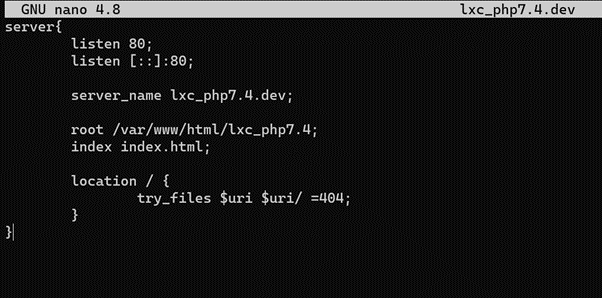 GNU nano 4.8 lxc_php7.4.dev
server{
listen 80;
listen [::]:80;
server_name lxc_php7.4.dev;
root /var/www/html/lxc_php7.4;
index index.html;
location / {
try_files $uri $uri/ =404;
}
}